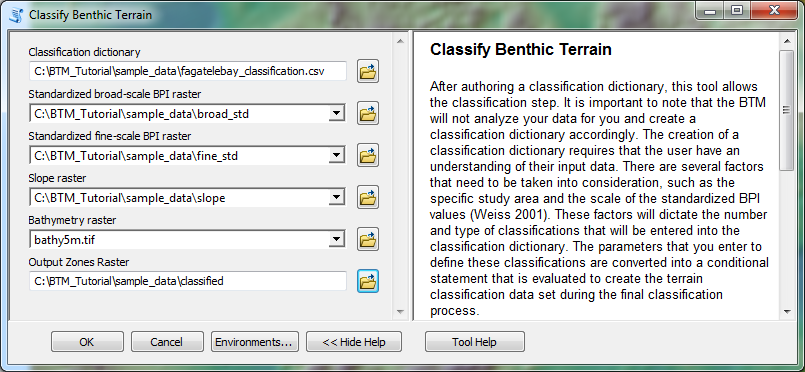 Classify Benthic Terrain
Classification dictionary
C:\BTM_Tutorial\sample_data\fagatelebay_classification.csv
Standardized broad-scale BPI raster
C:\BTM_Tutorial\sample_data\broad_std
Standardized fine-scale BPI raster
C:\BTM_Tutorial\sample_data\fine_std
Slope raster
C:\BTM_Tutorial\sample_data\slope
Bathymetry raster
bathy5m.tif
Output Zones Raster
C:\BTM_Tutorial\sample_data\classified
Classify Benthic Terrain
After authoring a classification dictionary, this tool allows
the classification step. It is important to note that the BTM
will not analyze your data for you and create a
classification dictionary accordingly. The creation of a
classification dictionary requires that the user have an
understanding of their input data. There are several factors
that need to be taken into consideration, such as the
specific study area and the scale of the standardized BPI
values (Weiss 2001). These factors will dictate the number
and type of classifications that will be entered into the
classification dictionary. The parameters that you enter to
define these classifications are converted into a conditional
statement that is evaluated to create the terrain
classification data set during the final classification
process.
OK
Cancel
Environments...
<< Hide Help
Tool Help